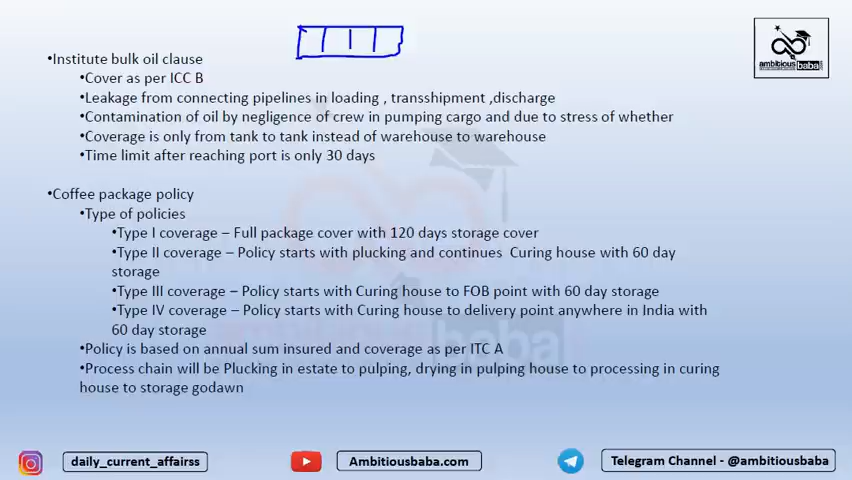 •Institute bulk oil clause
•Cover as per ICC B
•Leakage from connecting pipelines in loading , transshipment ,discharge
•Contamination of oil by negligence of crew in pumping cargo and due to stress of whether
•Coverage is only from tank to tank instead of warehouse to warehouse
•Time limit after reaching port is only 30 days
•Coffee package policy
•Type of policies
•Type I coverage – Full package cover with 120 days storage cover
•Type II coverage – Policy starts with plucking and continues  Curing house with 60 day
storage
•Type III coverage – Policy starts with Curing house to FOB point with 60 day storage
•Type IV coverage – Policy starts with Curing house to delivery point anywhere in India with
60 day storage
•Policy is based on annual sum insured and coverage as per ITC A
•Process chain will be Plucking in estate to pulping, drying in pulping house to processing in curing
house to storage godawn
ambitiousbaba
ambitious
baba
daily_current_affairss
Ambitiousbaba.com
Telegram Channel - @ambitiousbaba